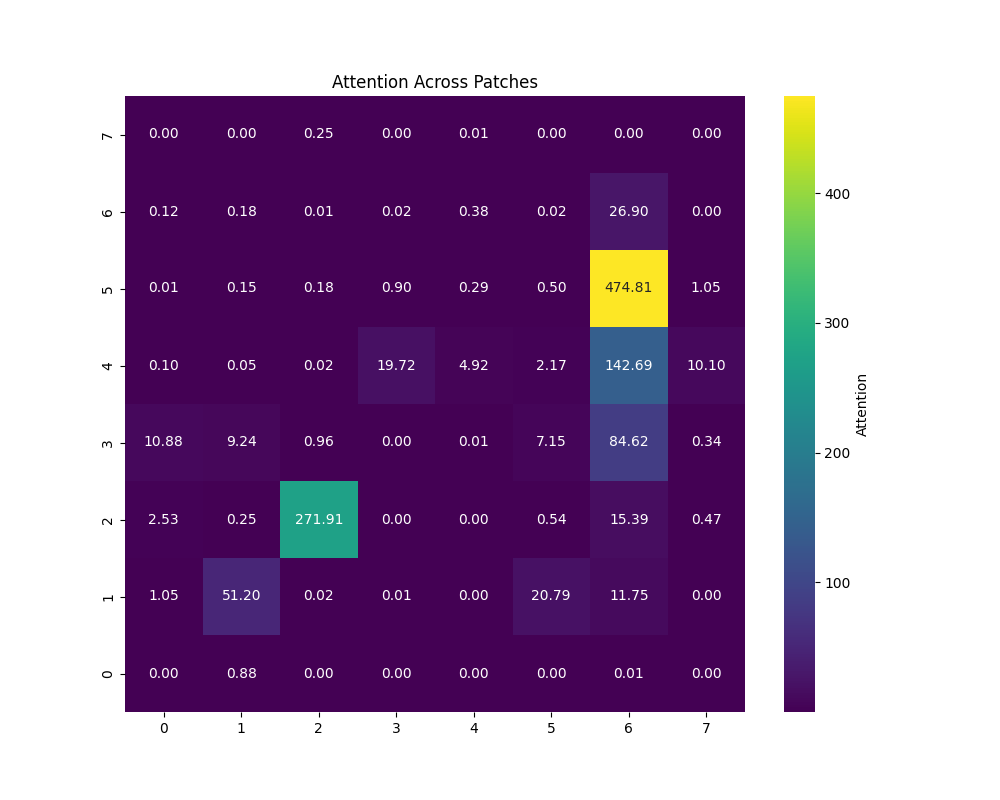 Attention Across Patches
7 0.00 0.00 0.25 0.00 0.01 0.00 0.00 0.00
6 0.12 0.18 0.01 0.02 0.38 0.02 26.90 0.00
5 0.01 0.15 0.18 0.90 0.29 0.50 474.81 1.05
4 0.10 0.05 0.02 19.72 4.92 2.17 142.69 10.10
3 10.88 9.24 0.96 0.00 0.01 7.15 84.62 0.34
2 2.53 0.25 271.91 0.00 0.00 0.54 15.39 0.47
1 1.05 51.20 0.02 0.01 0.00 20.79 11.75 0.00
0 0.00 0.88 0.00 0.00 0.00 0.00 0.01 0.00
0 1 2 3 4 5 6 7
400
300
200
100
Attention